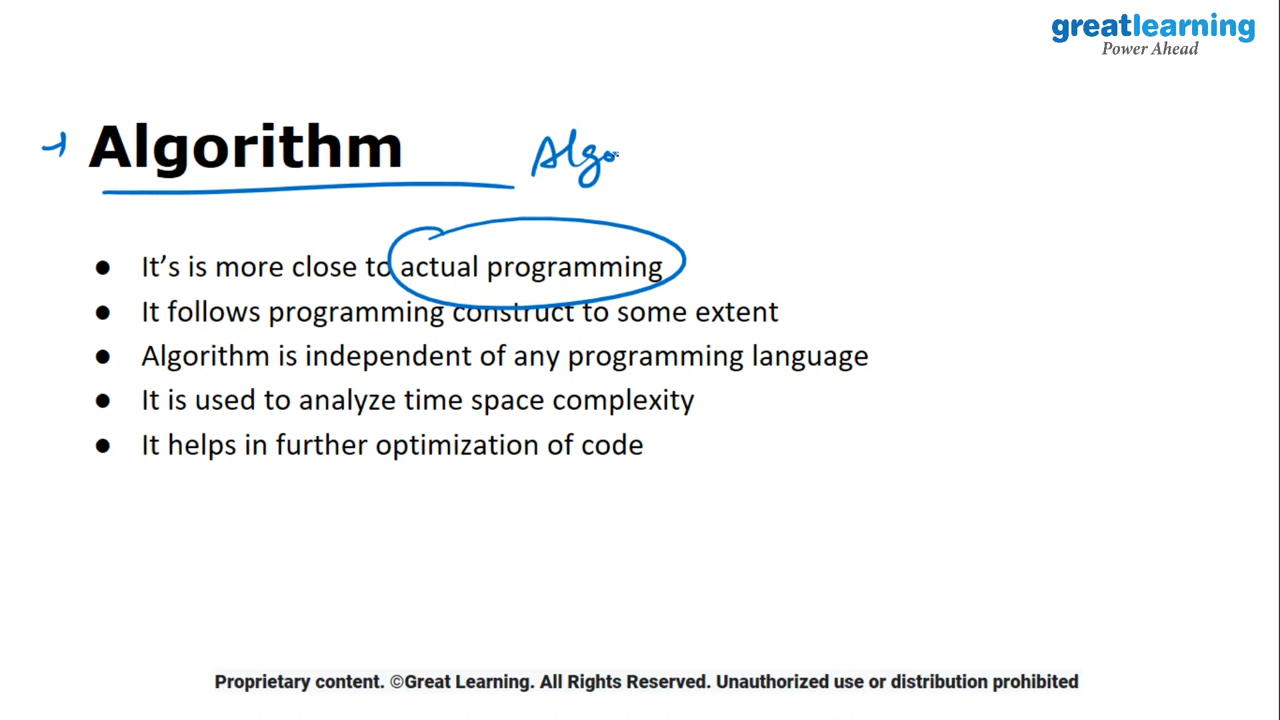 greatlearning
Power Ahead
Algorithm
Algo
● It's is more close to actual programming
● It follows programming construct to some extent
● Algorithm is independent of any programming language
● It is used to analyze time space complexity
● It helps in further optimization of code
Proprietary content. ©Great Learning. All Rights Reserved. Unauthorized use or distribution prohibited